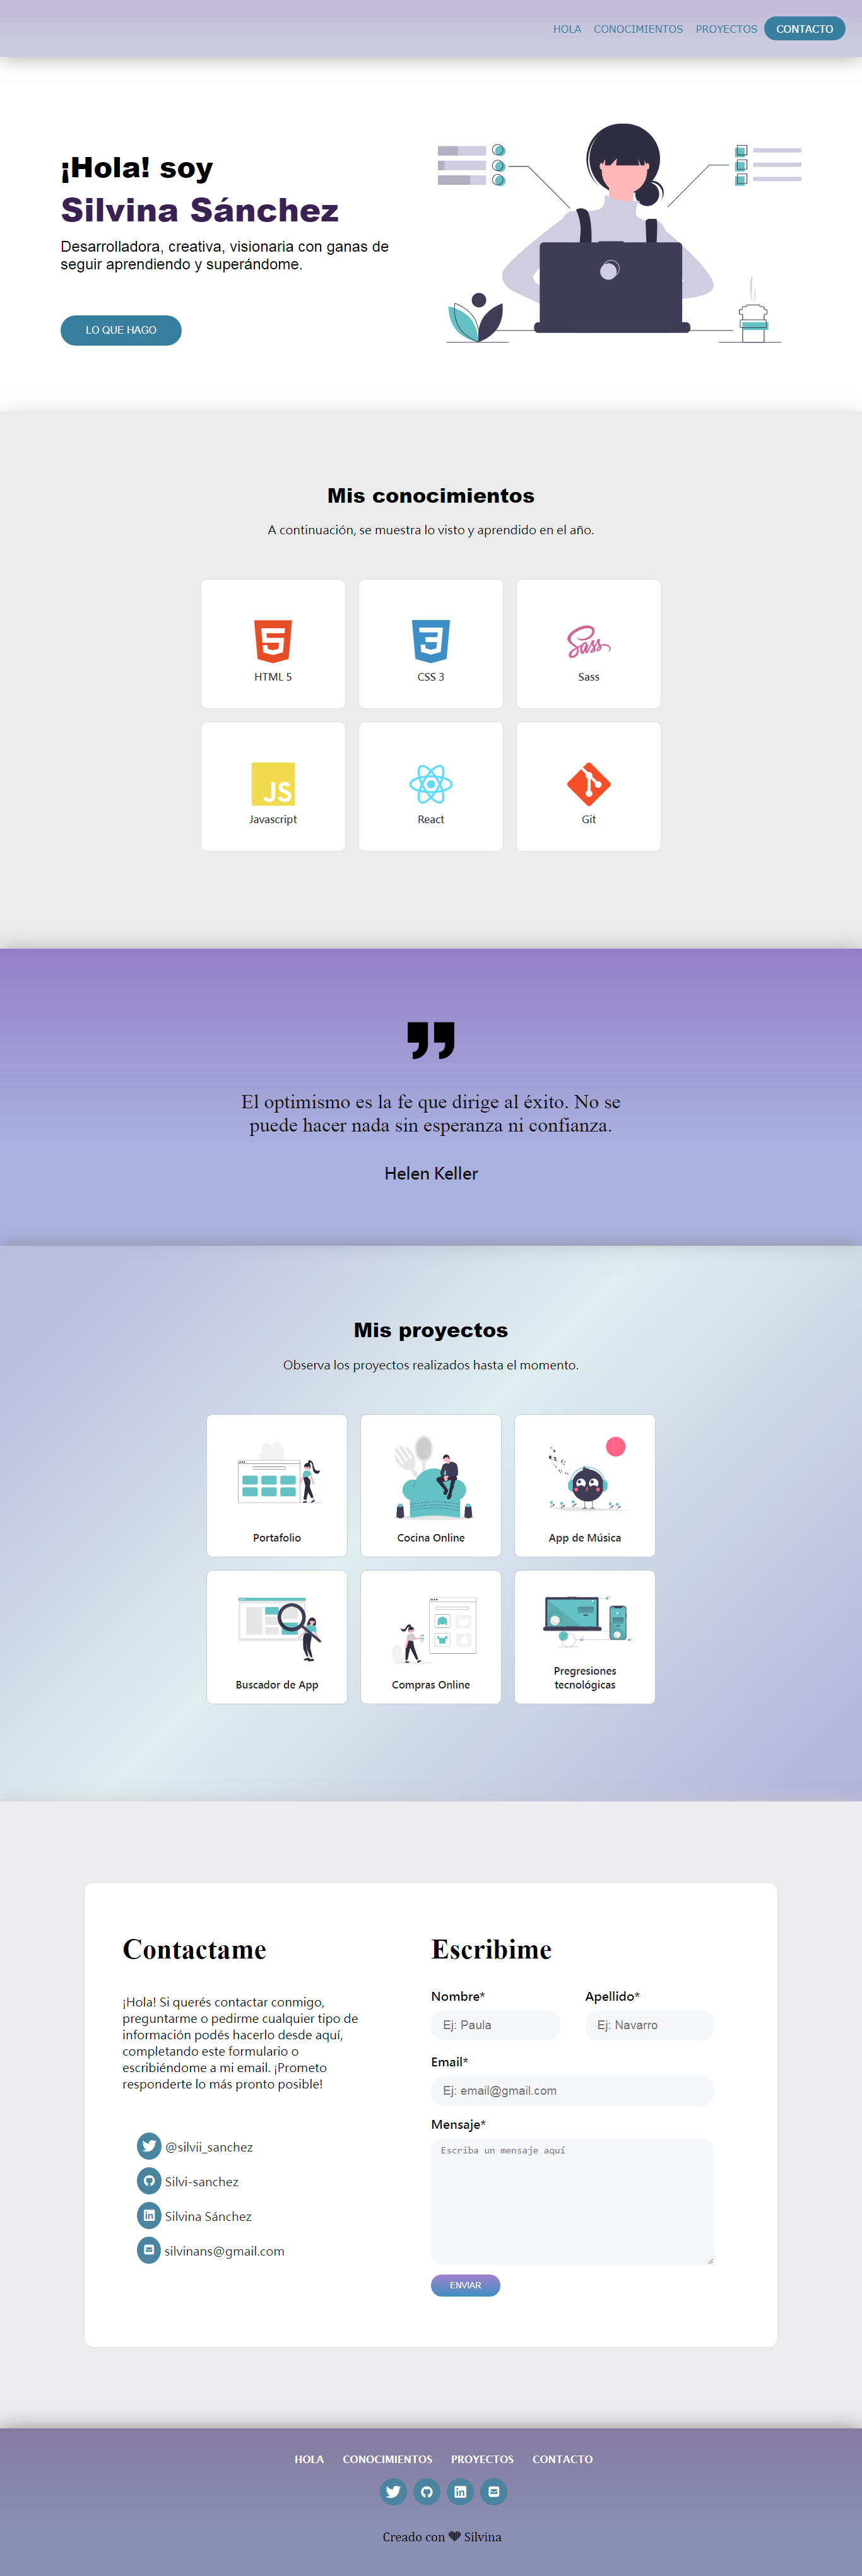 HOLA CONOCIMIENTOS PROYECTOS CONTACTO
¡Hola! soy
Silvina Sánchez
Desarrolladora, creativa, visionaria con ganas de
seguir aprendiendo y superándome.
LO QUE HAGO
Mis conocimientos
A continuación, se muestra lo visto y aprendido en el año.
HTML 5 CSS 3 Sass
JS
Javascript React Git
El optimismo es la fe que dirige al éxito. No se
puede hacer nada sin esperanza ni confianza.
Helen Keller
Mis proyectos
Observa los proyectos realizados hasta el momento.
Portafolio Cocina Online App de Música
Buscador de App Compras Online Pregresiones
tecnológicas
Contactame
¡Hola! Si querés contactar conmigo,
preguntarme o pedirme cualquier tipo de
información podés hacerlo desde aquí,
completando este formulario o
escribiéndome a mi email. ¡Prometo
responderte lo más pronto posible!
@silvii_sanchez
Silvi-sanchez
Silvina Sánchez
silvinans@gmail.com
Escribime
Nombre* Apellido*
Ej: Paula Ej: Navarro
Email*
Ej: email@gmail.com
Mensaje*
Escriba un mensaje aquí
ENVIAR
HOLA CONOCIMIENTOS PROYECTOS CONTACTO
Creado con 🖤 Silvina